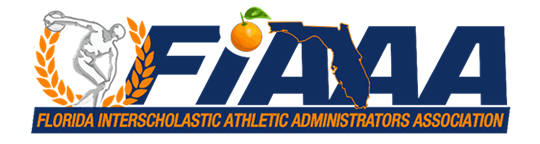 FiAAA
FLORIDA INTERSCHOLASTIC ATHLETIC ADMINISTRATORS ASSOCIATION